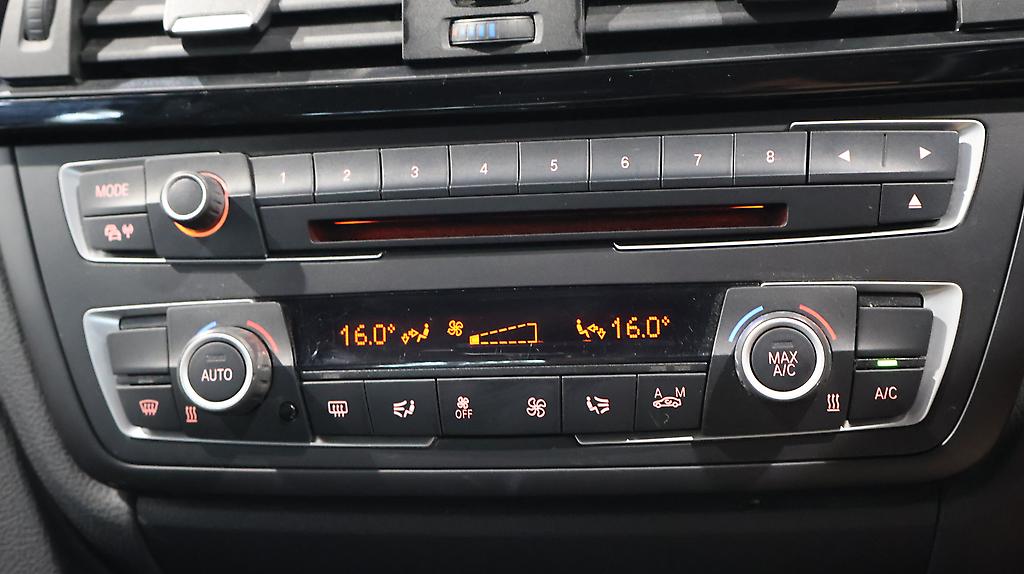 MODE
1 2 3 4 5 6 7 8
16.0° 16.0°
AUTO
MAX
A/C
OFF
A M
A/C